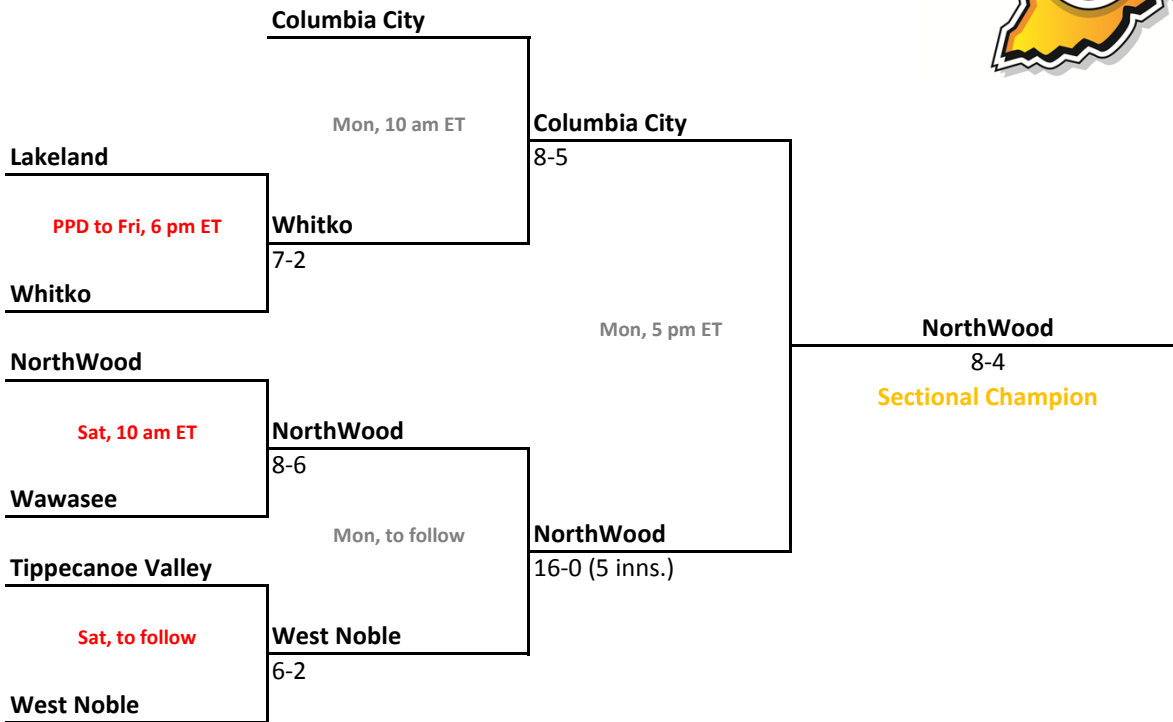 Columbia City
Mon, 10 am ET
Columbia City
Lakeland
8-5
PPD to Fri, 6 pm ET
Whitko
7-2
Whitko
Mon, 5 pm ET
NorthWood
NorthWood
8-4
Sectional Champion
Sat, 10 am ET
NorthWood
8-6
Wawasee
Mon, to follow
NorthWood
Tippecanoe Valley
16-0 (5 inns.)
Sat, to follow
West Noble
6-2
West Noble